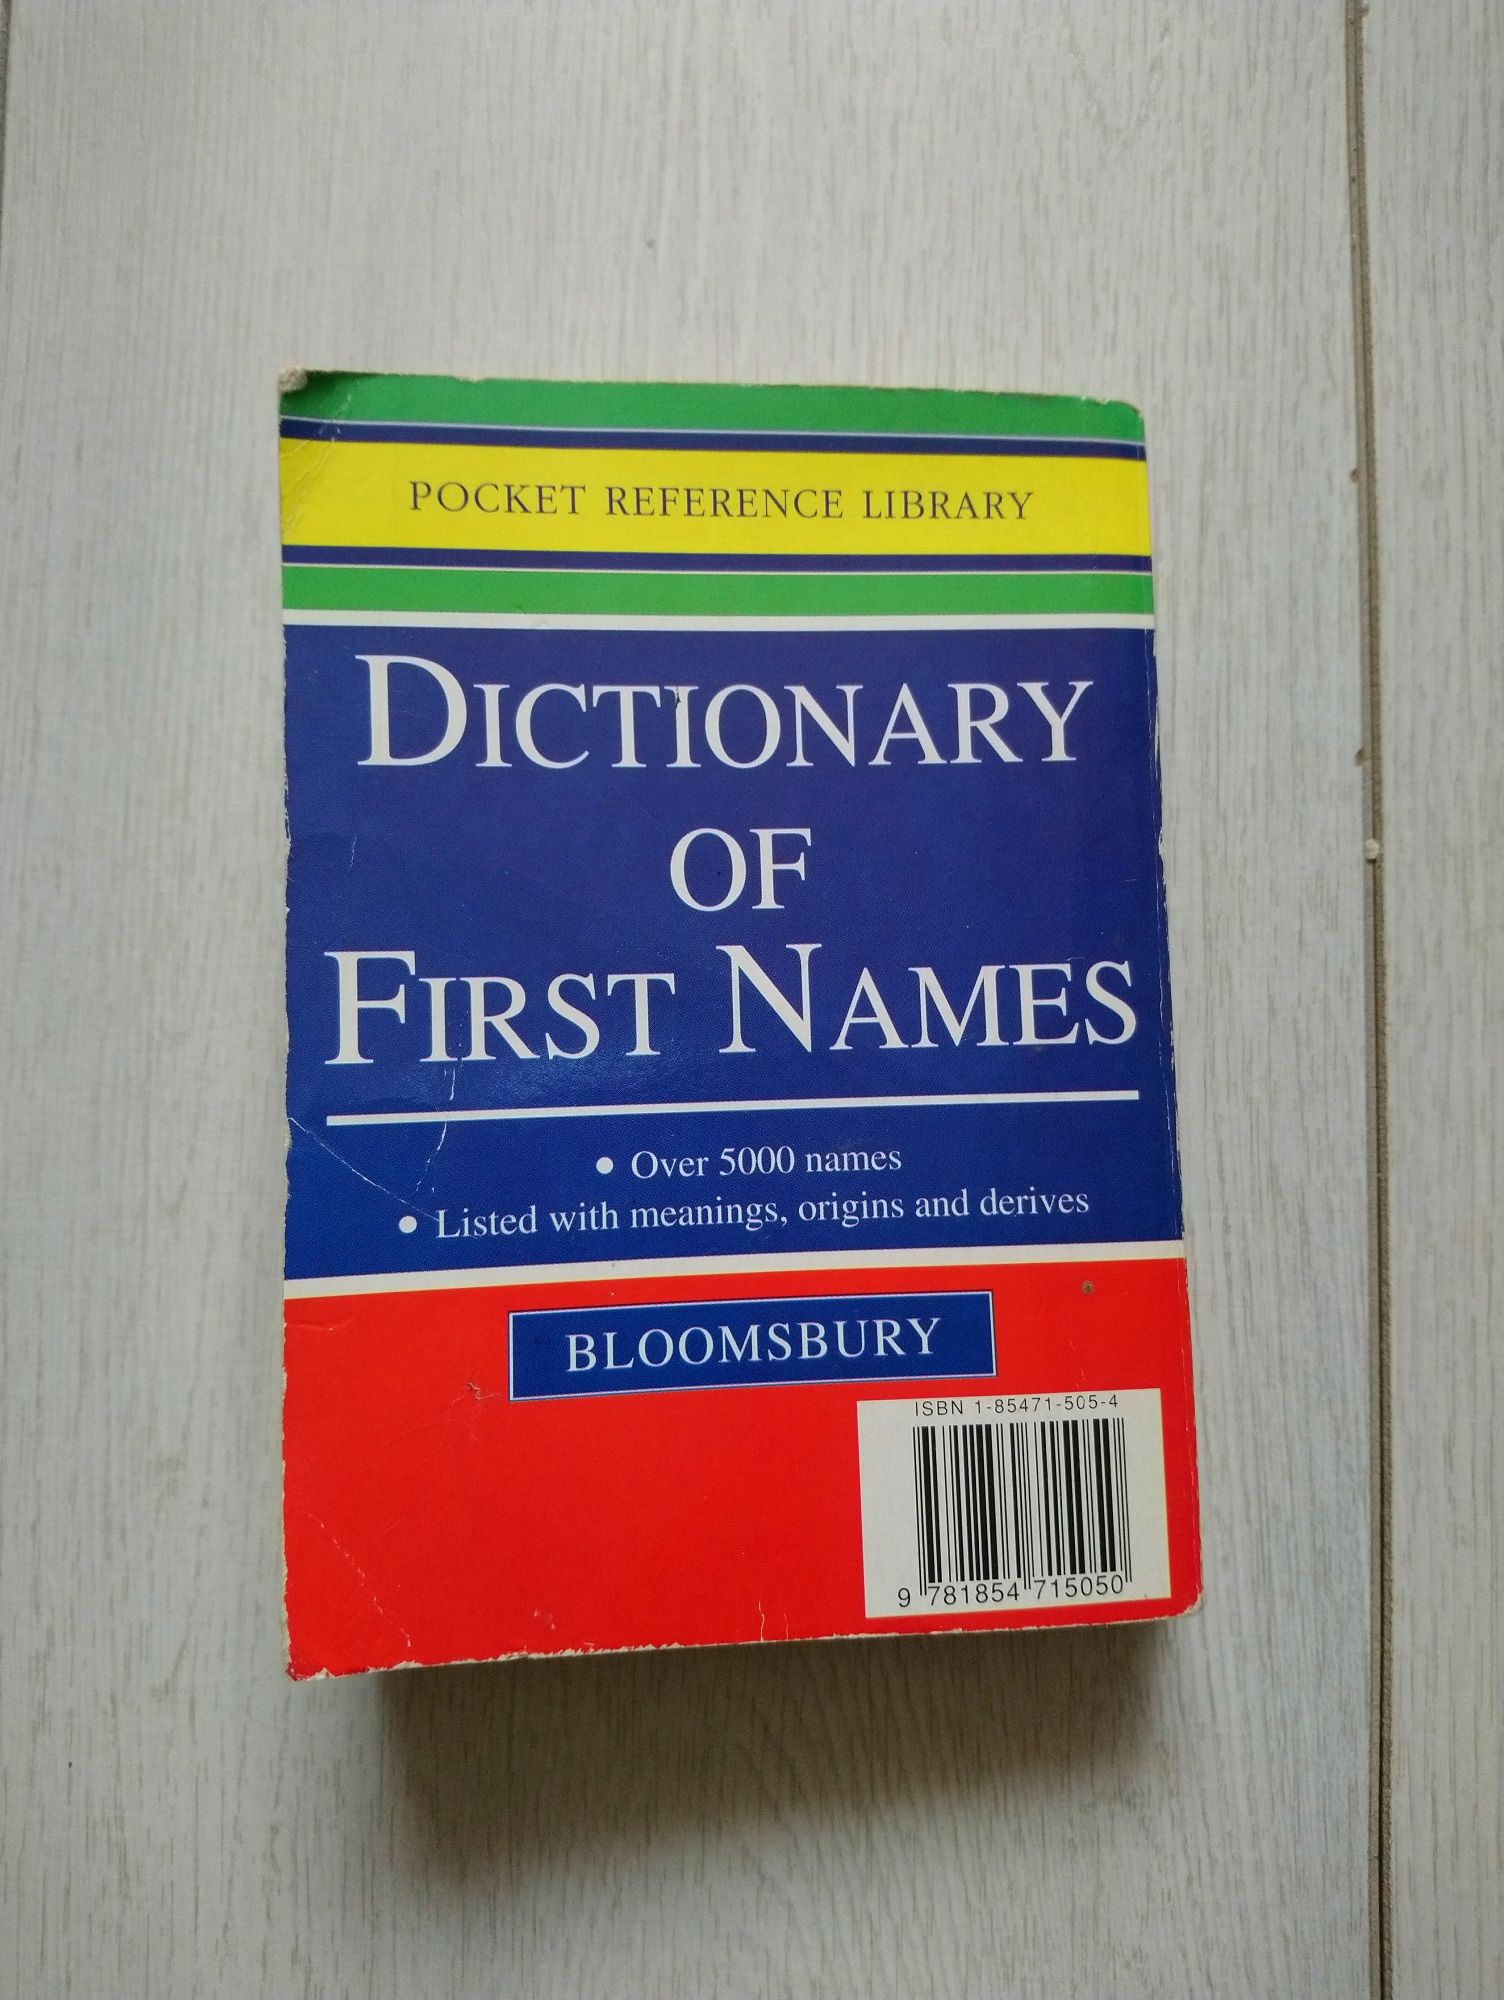 POCKET REFERENCE LIBRARY
DICTIONARY
OF
FIRST NAMES
• Over 5000 names
• Listed with meanings, origins and derives
BLOOMSBURY
ISBN 1-85471-505-4
9 781854 715050